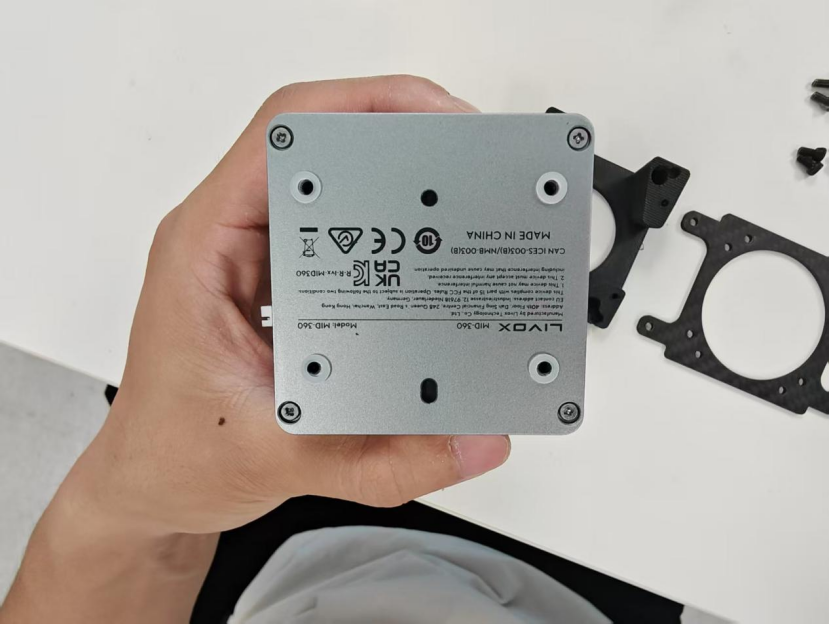 LIVOX MID-360 Model: MID-360
Manufactured by Livox Technology Co., Ltd.
Address: 40th Floor, Dah Sing Financial Centre, 248 Queen's Road East, Wanchai, Hong Kong
EU contact address: Industriestrasse 12, 97618 Niederlauer, Germany
This device complies with part 15 of the FCC Rules. Operation is subject to the following two conditions:
1. This device may not cause harmful interference.
2. This device must accept any interference received,
including interference that may cause undesired operation.
CAN ICES-003(B)/NMB-003(B)
MADE IN CHINA
UK
CA
R-R-lvx-MID360
10
CE